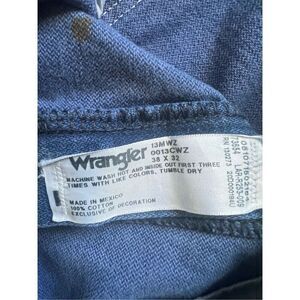 Wrangler
13MWZ
0013CWZ
38 X 32
MACHINE WASH HOT AND INSIDE OUT FIRST THREE
TIMES WITH LIKE COLORS, TUMBLE DRY
MADE IN MEXICO
100% COTTON
EXCLUSIVE OF DECORATION